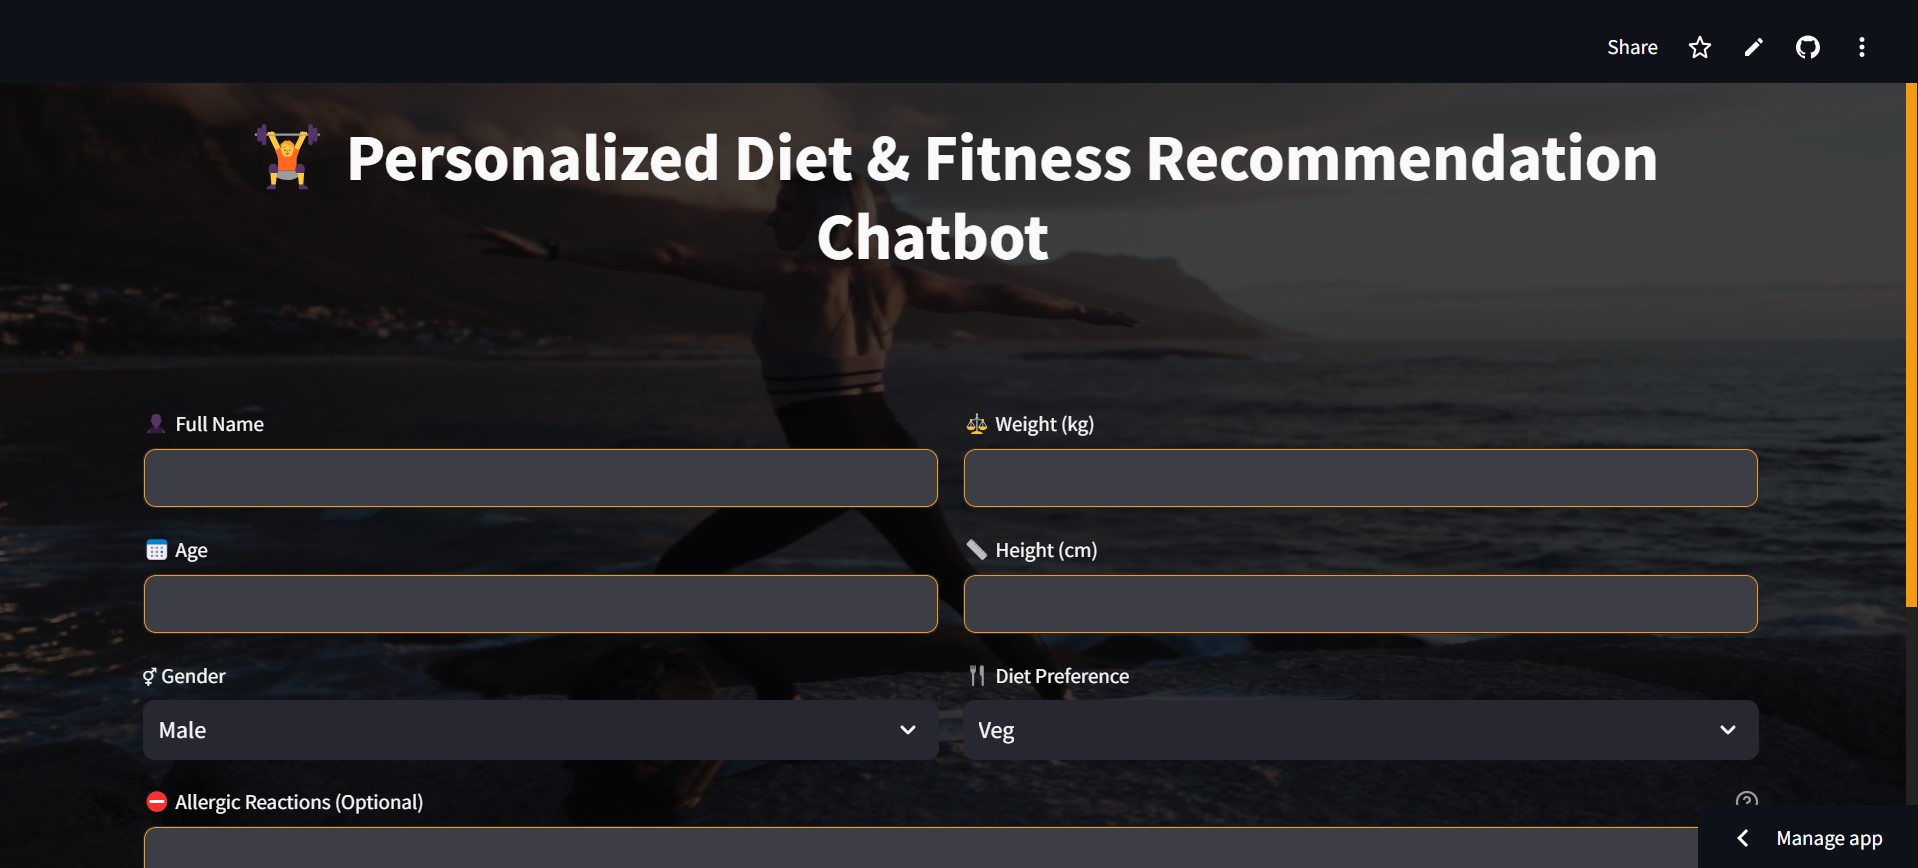 Share
Personalized Diet & Fitness Recommendation
Chatbot
Full Name
Weight (kg)
Age
Height (cm)
Gender
Diet Preference
Male
Veg
Allergic Reactions (Optional)
Manage app